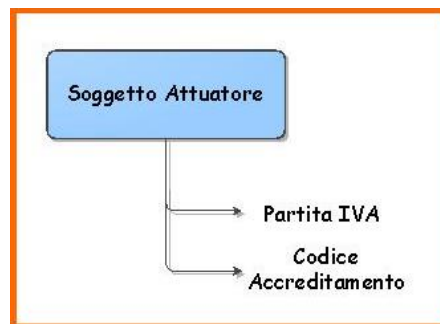 Soggetto Attuatore
Partita IVA
Codice
Accreditamento